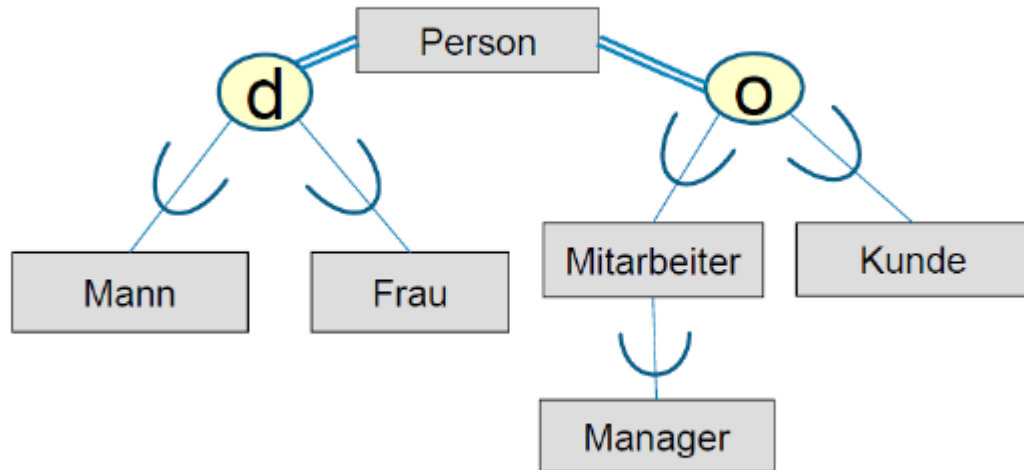 Person
d
o
Mann
Frau
Mitarbeiter
Kunde
Manager